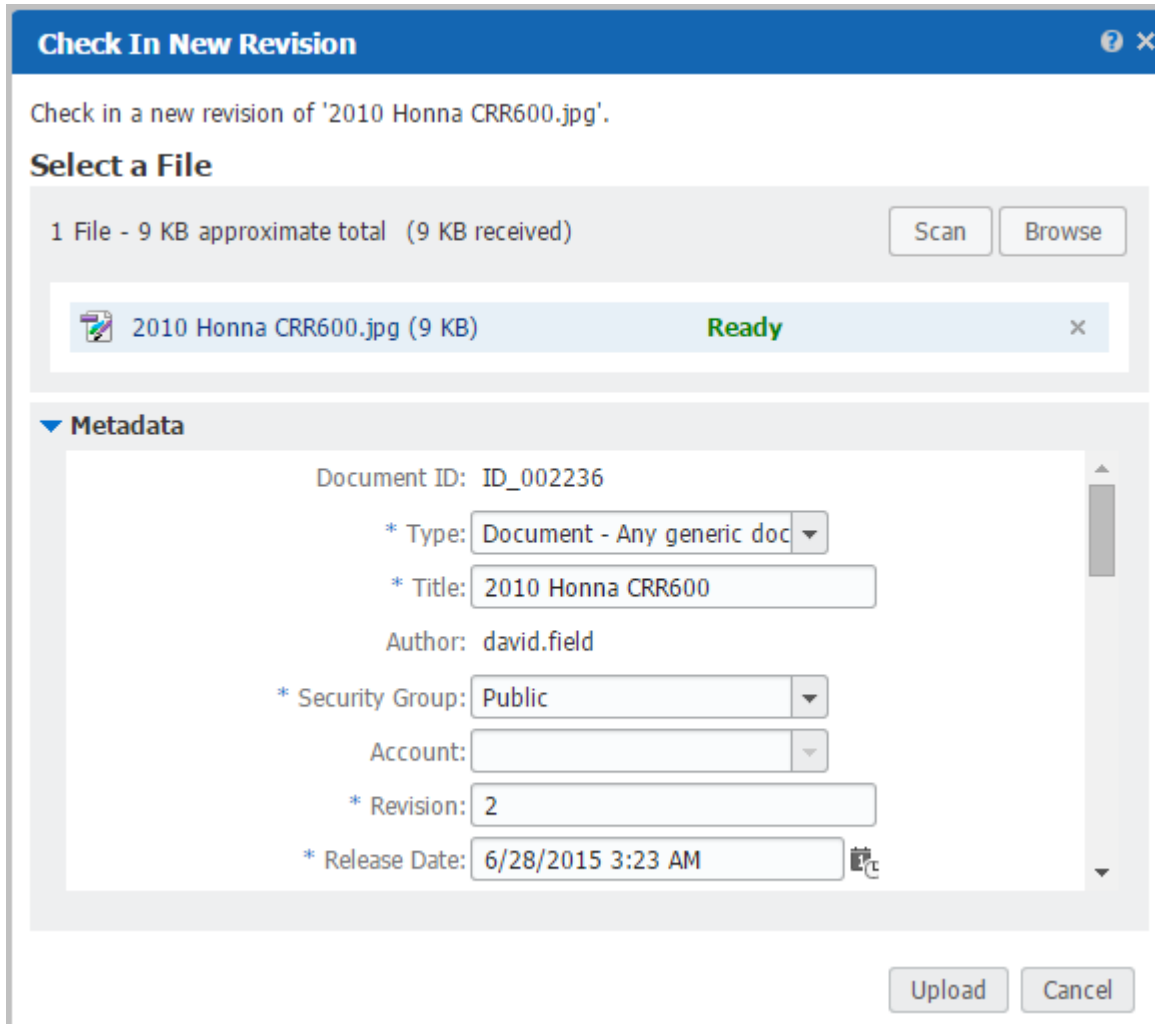 Check In New Revision
Check in a new revision of '2010 Honna CRR600.jpg'.
Select a File
1 File - 9 KB approximate total (9 KB received) Scan Browse
2010 Honna CRR600.jpg (9 KB) Ready
Metadata
Document ID: ID_002236
* Type: Document - Any generic doc
* Title: 2010 Honna CRR600
Author: david.field
* Security Group: Public
Account:
* Revision: 2
* Release Date: 6/28/2015 3:23 AM
Upload Cancel